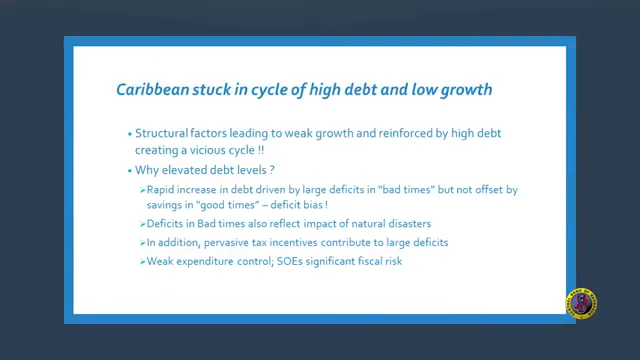 Caribbean stuck in cycle of high debt and low growth
• Structural factors leading to weak growth and reinforced by high debt
creating a vicious cycle !!
• Why elevated debt levels ?
➢Rapid increase in debt driven by large deficits in “bad times” but not offset by
savings in “good times” – deficit bias !
➢Deficits in Bad times also reflect impact of natural disasters
➢In addition, pervasive tax incentives contribute to large deficits
➢Weak expenditure control; SOEs significant fiscal risk